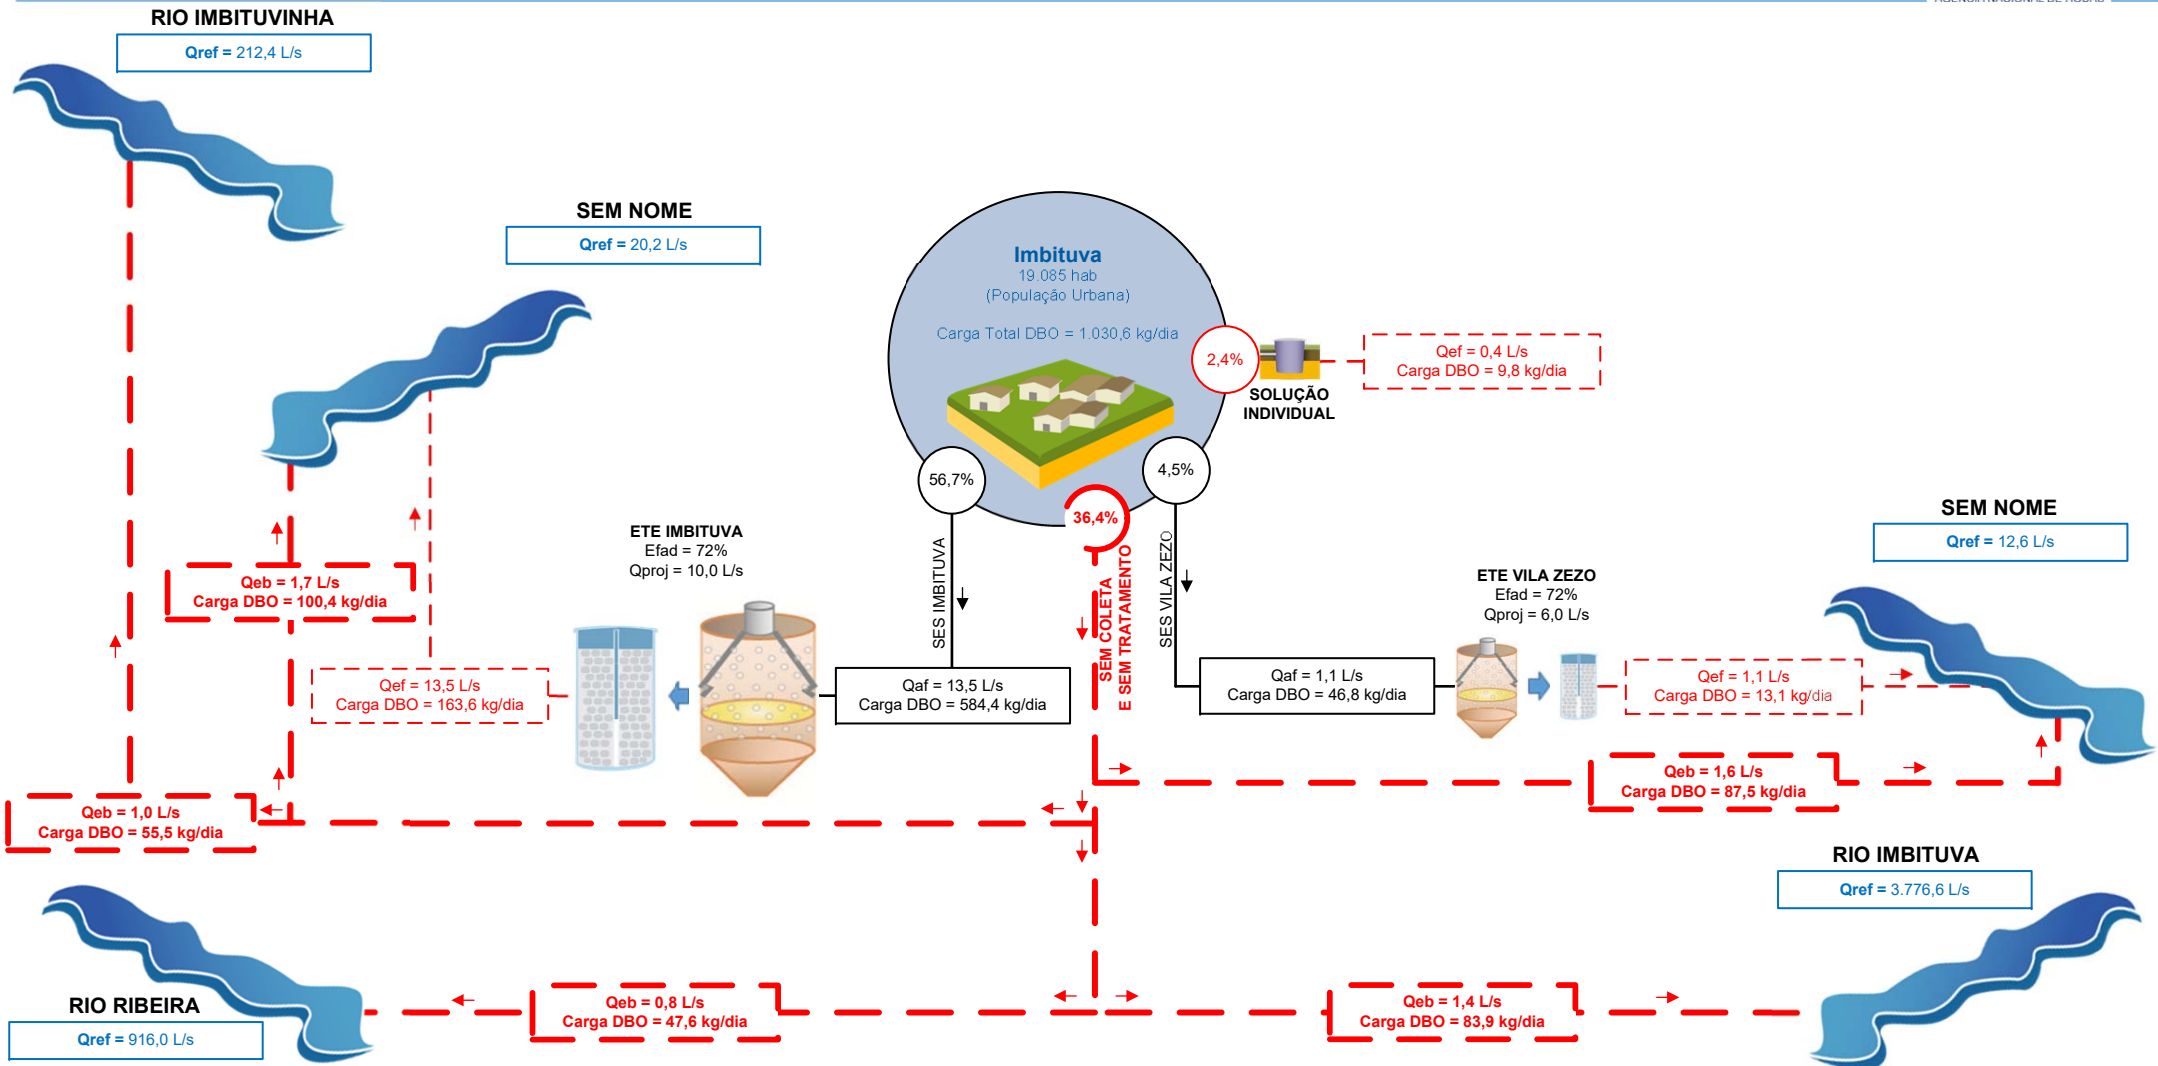 RIO IMBITUVINHA
Qref = 212,4 L/s
SEM NOME
Qref = 20,2 L/s
Imbituva
19.085 hab
(População Urbana)
Carga Total DBO = 1.030,6 kg/dia
2,4%
SOLUÇÃO
INDIVIDUAL
Qef = 0,4 L/s
Carga DBO = 9,8 kg/dia
56,7%
4,5%
36,4%
SES IMBITUVA
SEM COLETA
E SEM TRATAMENTO
SES VILA ZEZO
ETE IMBITUVA
Efad = 72%
Qproj = 10,0 L/s
ETE VILA ZEZO
Efad = 72%
Qproj = 6,0 L/s
SEM NOME
Qref = 12,6 L/s
Qeb = 1,7 L/s
Carga DBO = 100,4 kg/dia
Qef = 13,5 L/s
Carga DBO = 163,6 kg/dia
Qaf = 13,5 L/s
Carga DBO = 584,4 kg/dia
Qaf = 1,1 L/s
Carga DBO = 46,8 kg/dia
Qef = 1,1 L/s
Carga DBO = 13,1 kg/dia
Qeb = 1,6 L/s
Carga DBO = 87,5 kg/dia
Qeb = 1,0 L/s
Carga DBO = 55,5 kg/dia
RIO IMBITUVA
Qref = 3.776,6 L/s
RIO RIBEIRA
Qref = 916,0 L/s
Qeb = 0,8 L/s
Carga DBO = 47,6 kg/dia
Qeb = 1,4 L/s
Carga DBO = 83,9 kg/dia